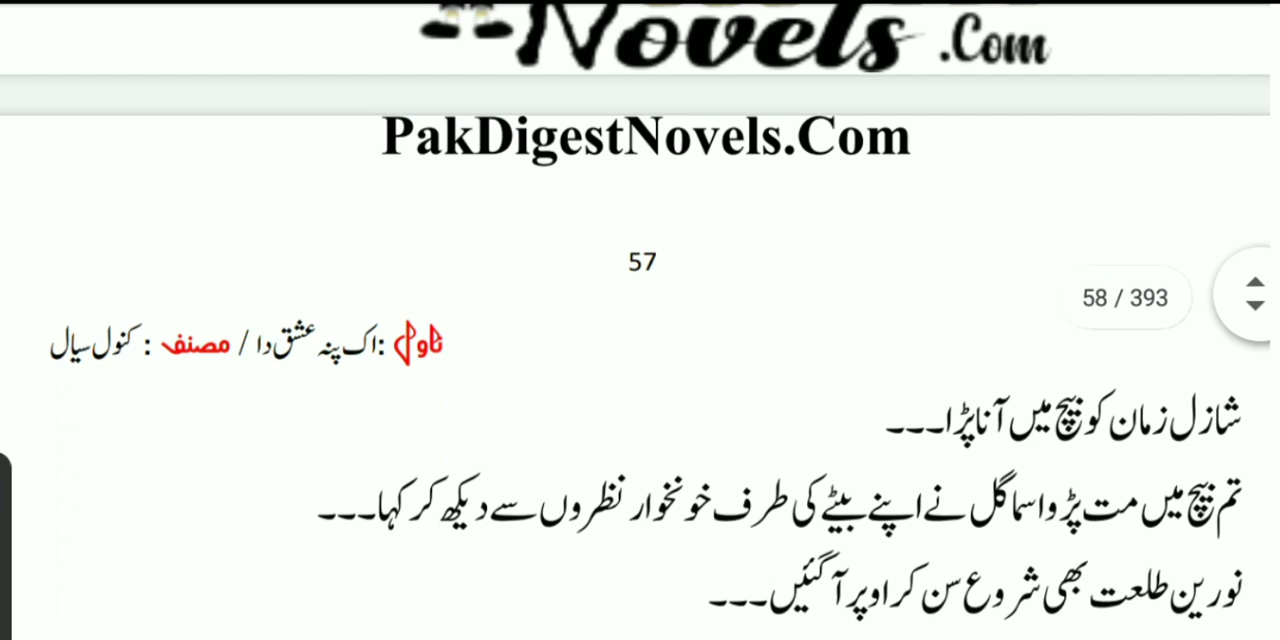 Novels .Com
PakDigestNovels.Com
57
58 / 393
ناول :اک پنہ عشق دا / مصنف : کنول سیال
شازل زمان کو بیچ میں آنا پڑا۔۔۔
تم بیچ میں مت پڑو اسما گل نے اپنے بیٹے کی طرف خونخوار نظروں سے دیکھ کر کہا۔۔۔
نورین طلعت بھی شروع سن کر اوپر آ گئیں۔۔۔